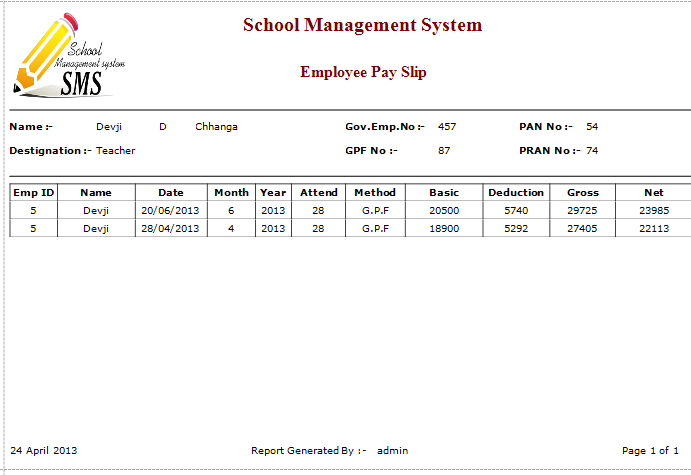 School Management System
School
Management system
SMS
Employee Pay Slip
Name :- Devji D Chhanga Gov.Emp.No :- 457 PAN No :- 54
Destignation :- Teacher GPF No :- 87 PRAN No :- 74
Emp ID Name Date Month Year Attend Method Basic Deduction Gross Net
5 Devji 20/06/2013 6 2013 28 G.P.F 20500 5740 29725 23985
5 Devji 28/04/2013 4 2013 28 G.P.F 18900 5292 27405 22113
24 April 2013 Report Generated By :- admin Page 1 of 1